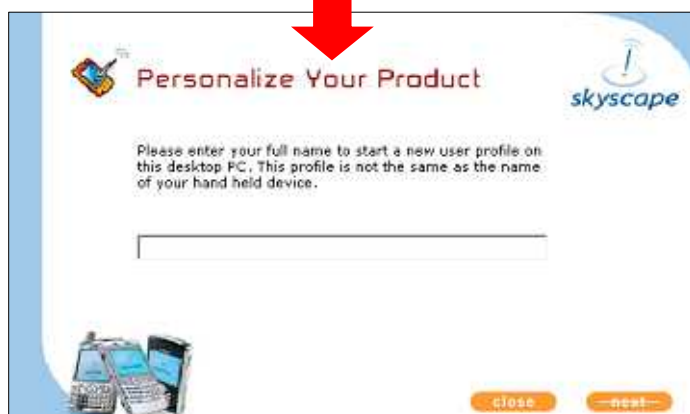 Personalize Your Product
skyscape
Please enter your full name to start a new user profile on
this desktop PC. This profile is not the same as the name
of your hand held device.
close
next